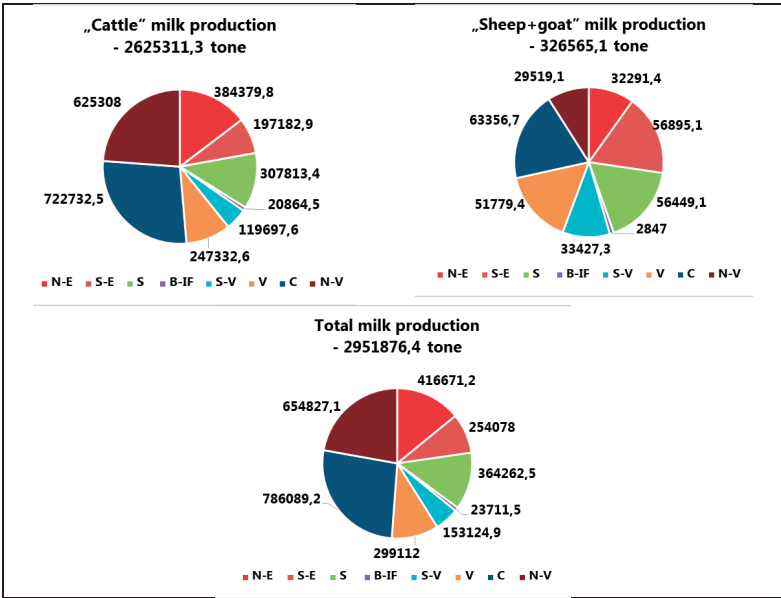 „Cattle” milk production
- 2625311,3 tone
384379,8
197182,9
307813,4
20864,5
119697,6
247332,6
722732,5
625308
N-E S-E S B-IF S-V V C N-V
„Sheep+goat” milk production
- 326565,1 tone
32291,4
56895,1
56449,1
2847
33427,3
51779,4
63356,7
29519,1
N-E S-E S B-IF S-V V C N-V
Total milk production
- 2951876,4 tone
416671,2
254078
364262,5
23711,5
153124,9
299112
786089,2
654827,1
N-E S-E S B-IF S-V V C N-V